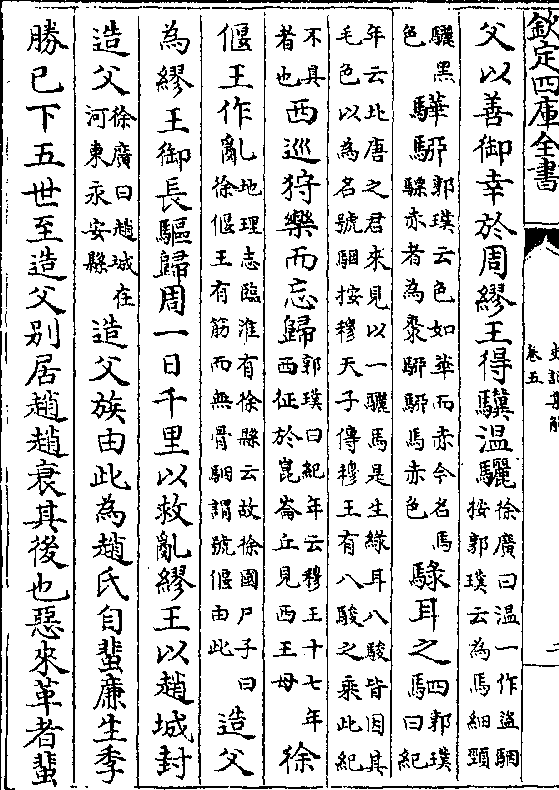 欽定四庫全書
卷五
父以善御幸於周繆王得驥温驪徐廣曰温一作盜駰按郭璞云為馬細頸
驪黑色驊駵郭璞云色如華而赤今名馬驃赤者為棗駵駵馬赤色騄耳之駟郭璞曰紀
年云北唐之君來見以一驪馬是生緑耳八駿皆因其毛色以為名號駰按穆天子傳穆王有八駿之乘此紀
不具者也西巡狩樂而忘歸郭璞曰紀年云穆王十七年西征於崑崙丘見西王母徐
偃王作亂地理志臨淮有徐縣云故徐國尸子曰徐偃王有筋而無骨駰謂號偃由此造父
為繆王御長驅歸周一日千里以救亂繆王以趙城封
造父徐廣曰趙城在河東永安縣造父族由此為趙氏自蜚廉生季
勝已下五世至造父别居趙趙衰其後也惡來革者蜚